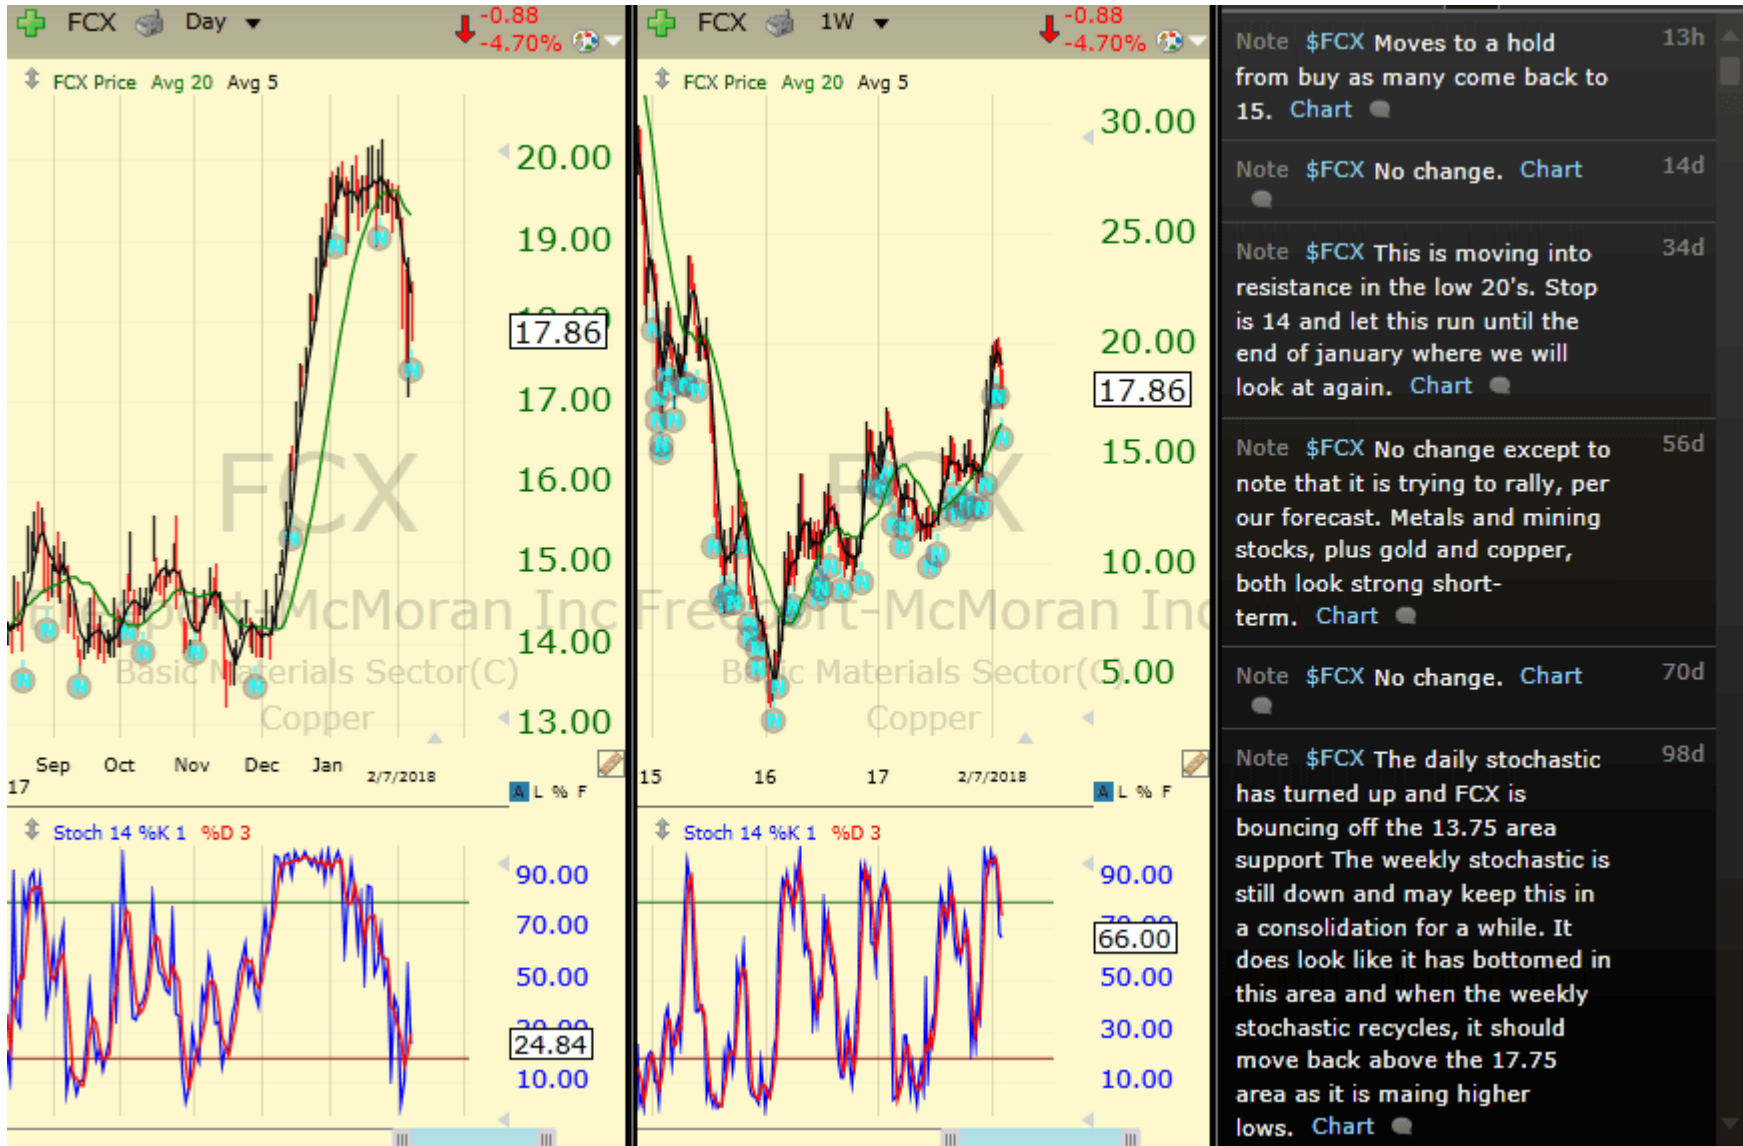 FCX Day
-0.88
-4.70%
FCX Price Avg 20 Avg 5
20.00
19.00
17.86
17.00
16.00
15.00
14.00
13.00
FCX
Freeport-McMoran Inc
Basic Materials Sector(C)
Copper
Sep Oct Nov Dec Jan 2/7/2018
17
A L % F
Stoch 14 %K 1 %D 3
90.00
70.00
50.00
30.00
24.84
10.00
FCX 1W
-0.88
-4.70%
FCX Price Avg 20 Avg 5
30.00
25.00
20.00
17.86
15.00
10.00
5.00
FCX
Freeport-McMoran Inc
Basic Materials Sector(C)
Copper
15 16 17 2/7/2018
A L % F
Stoch 14 %K 1 %D 3
90.00
70.00
66.00
50.00
30.00
10.00
Note $FCX Moves to a hold 13h
from buy as many come back to
15. Chart
Note $FCX No change. Chart 14d
Note $FCX This is moving into 34d
resistance in the low 20's. Stop
is 14 and let this run until the
end of january where we will
look at again. Chart
Note $FCX No change except to 56d
note that it is trying to rally, per
our forecast. Metals and mining
stocks, plus gold and copper,
both look strong short-
term. Chart
Note $FCX No change. Chart 70d
Note $FCX The daily stochastic 98d
has turned up and FCX is
bouncing off the 13.75 area
support The weekly stochastic is
still down and may keep this in
a consolidation for a while. It
does look like it has bottomed in
this area and when the weekly
stochastic recycles, it should
move back above the 17.75
area as it is maing higher
lows. Chart